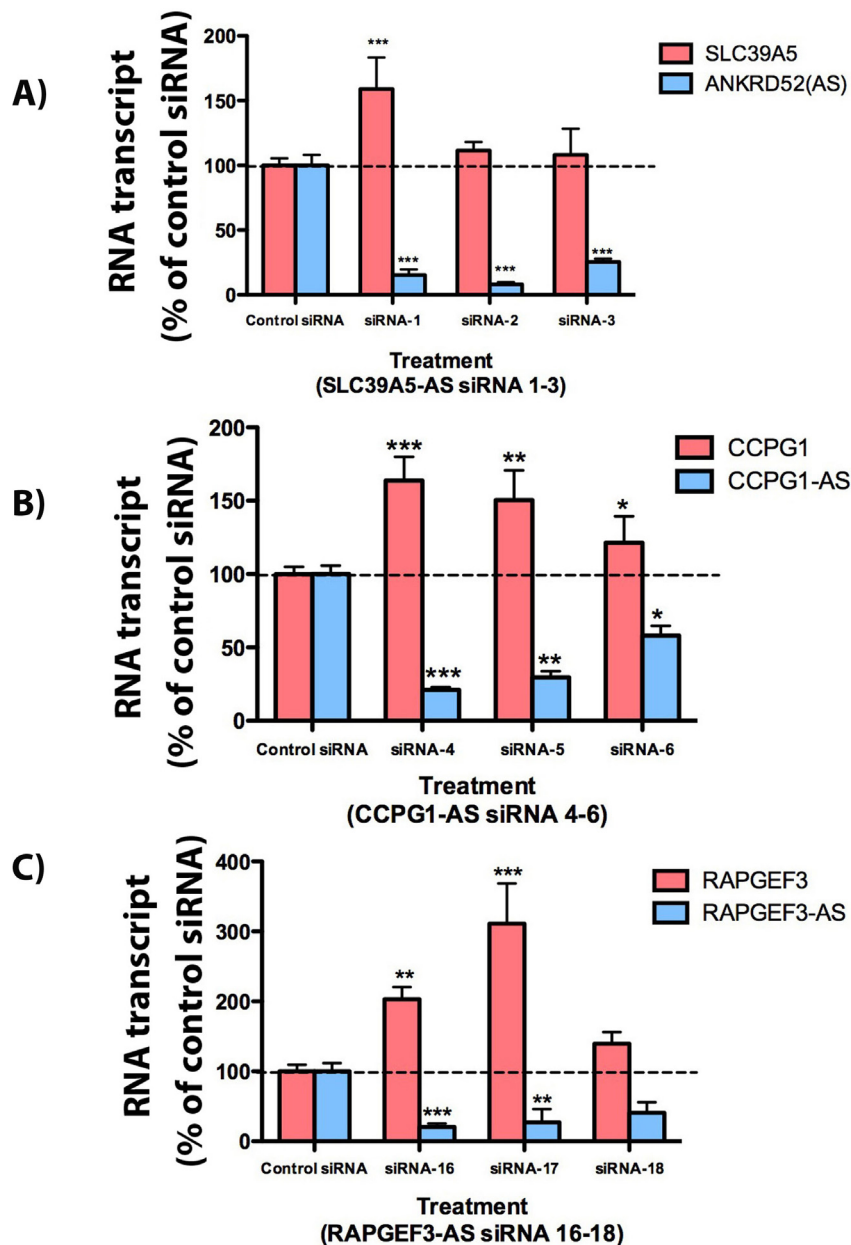 A)
RNA transcript
(% of control siRNA)
200
150
100
50
0
***
***
***
***
SLC39A5
ANKRD52(AS)
Control siRNA siRNA-1 siRNA-2 siRNA-3
Treatment
(SLC39A5-AS siRNA 1-3)
B)
RNA transcript
(% of control siRNA)
200
150
100
50
0
***
**
*
***
**
*
CCPG1
CCPG1-AS
Control siRNA siRNA-4 siRNA-5 siRNA-6
Treatment
(CCPG1-AS siRNA 4-6)
C)
RNA transcript
(% of control siRNA)
400
300
200
100
0
**
***
***
**
RAPGEF3
RAPGEF3-AS
Control siRNA siRNA-16 siRNA-17 siRNA-18
Treatment
(RAPGEF3-AS siRNA 16-18)